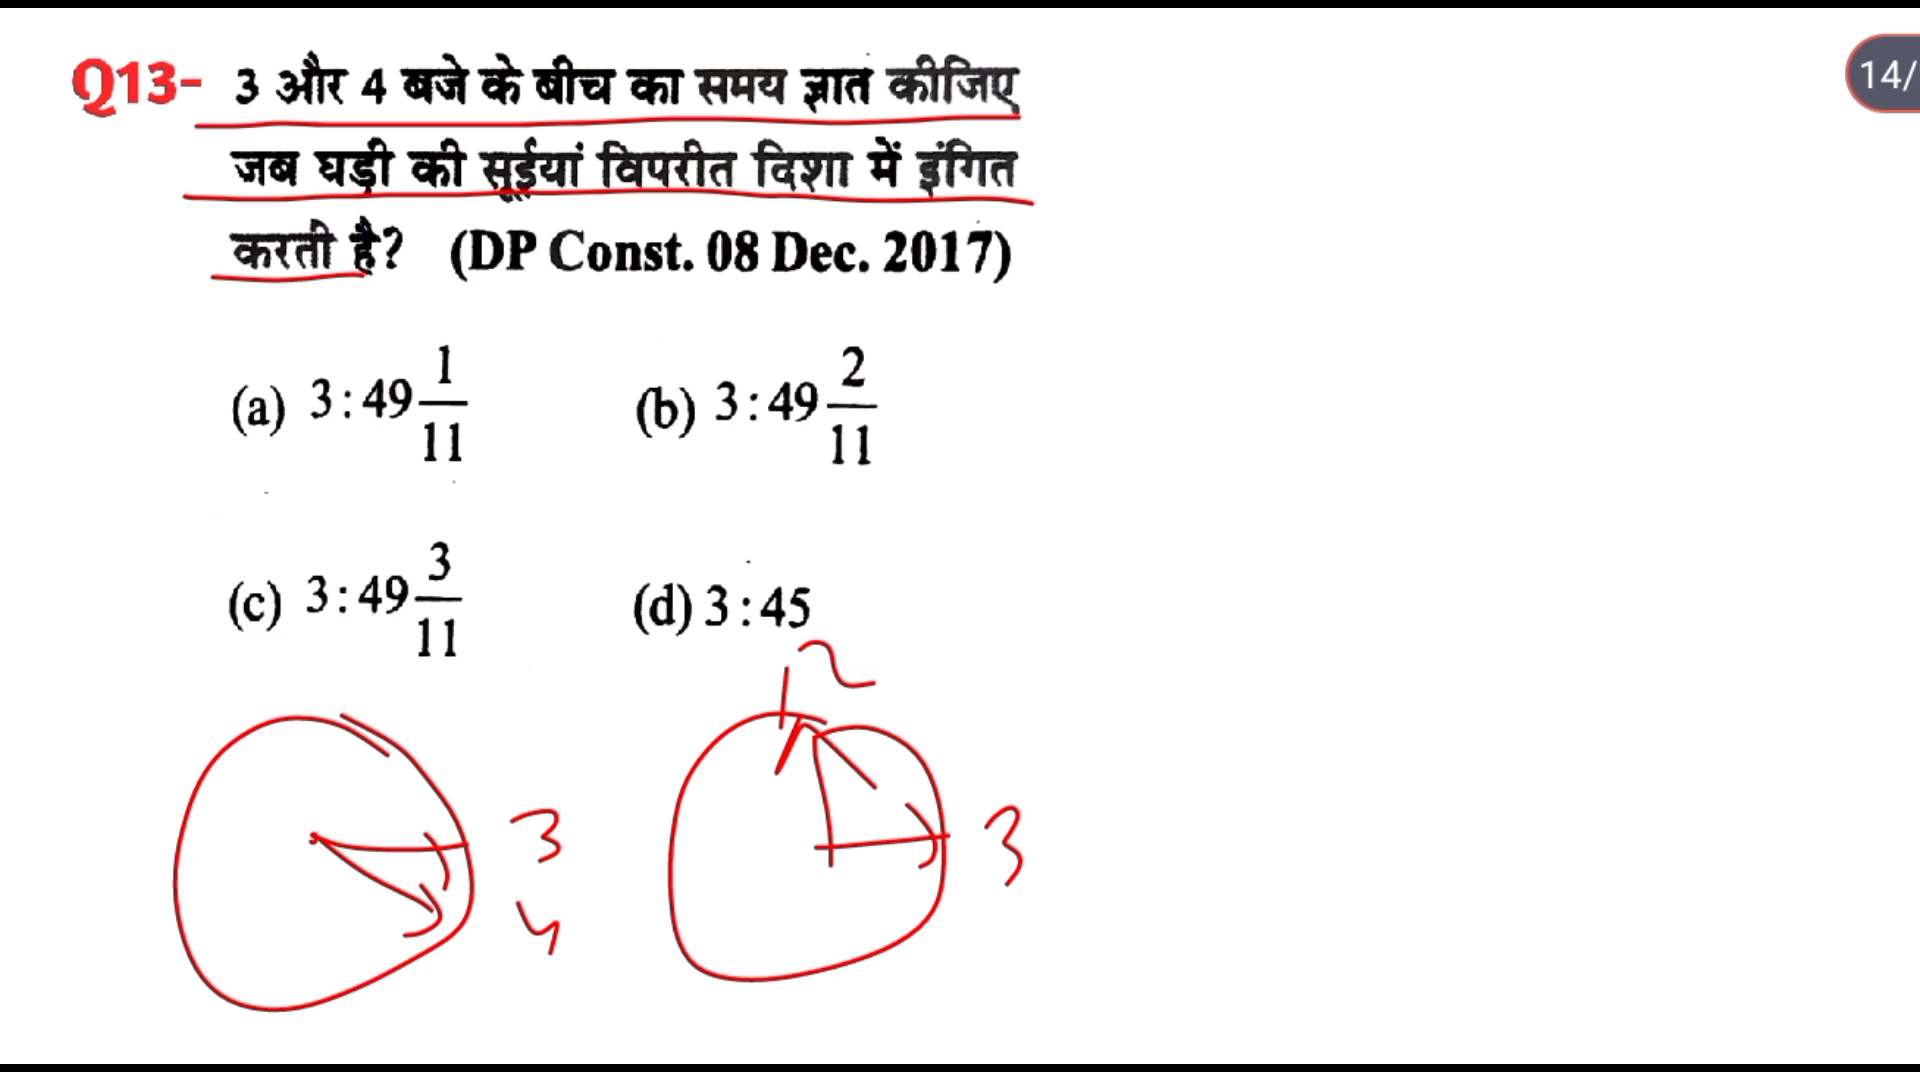 Q13- 3 और 4 बजे के बीच का समय ज्ञात कीजिए
जब घड़ी की सूईयां विपरीत दिशा में इंगित
करती है? (DP Const. 08 Dec. 2017)
(a) 3:49 1/11 (b) 3:49 2/11
(c) 3:49 3/11 (d) 3:45
12
3
4
3
14/